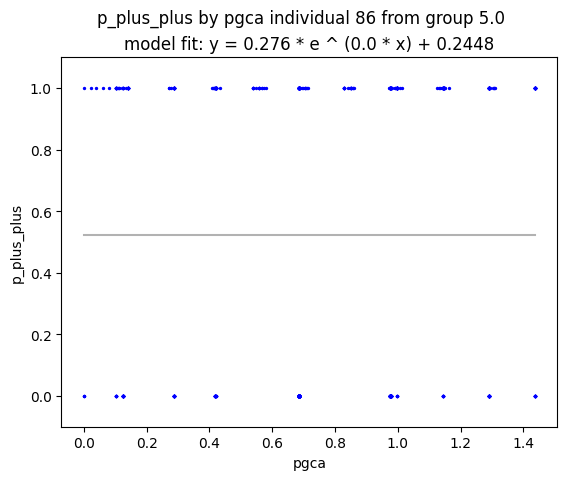 p_plus_plus by pgca individual 86 from group 5.0
model fit: y = 0.276 * e ^ (0.0 * x) + 0.2448
1.0
0.8
0.6
0.4
0.2
0.0
p_plus_plus
0.0 0.2 0.4 0.6 0.8 1.0 1.2 1.4
pgca